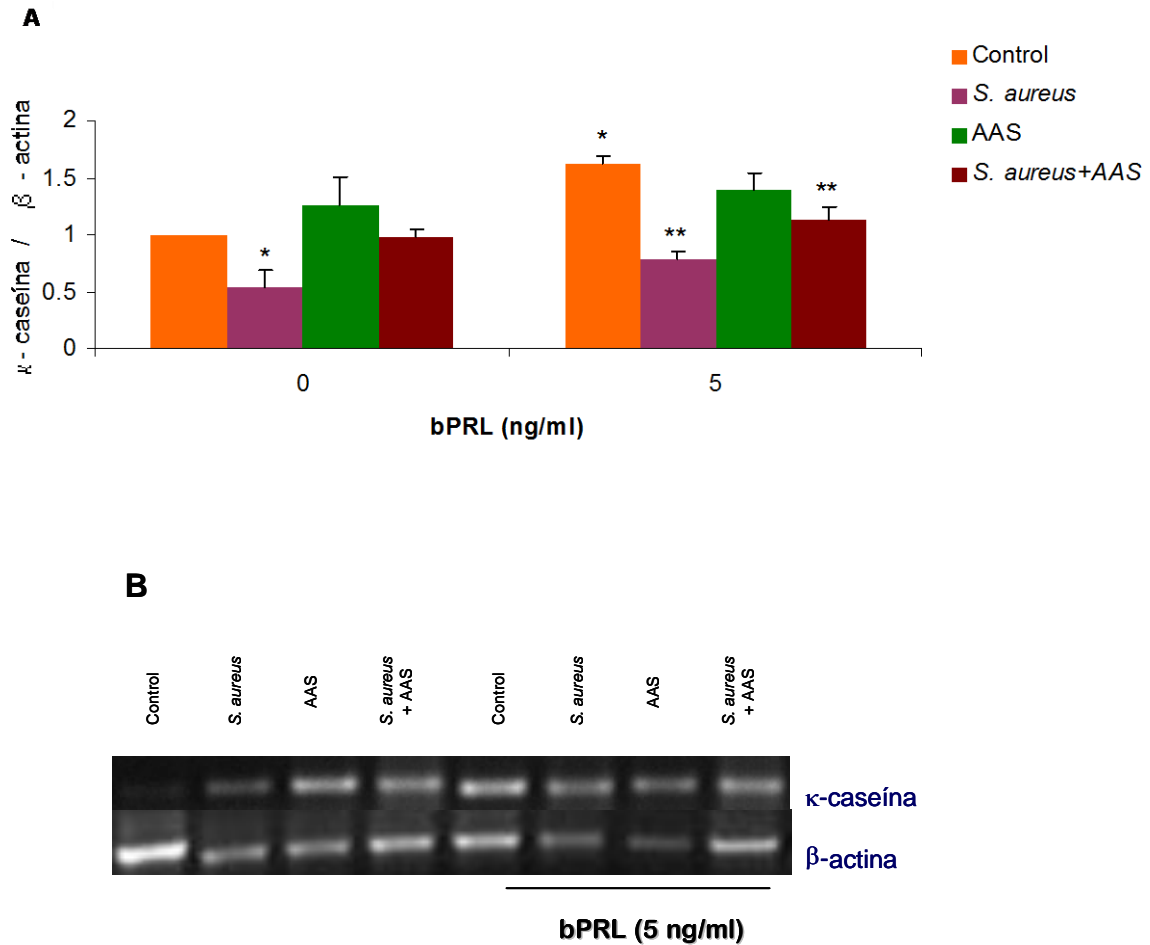 A
Control
S. aureus
AAS
S. aureus+AAS
κ - caseína / β - actina
2
1.5
1
0.5
0
*
*
**
**
0
5
bPRL (ng/ml)
B
Control
S. aureus
AAS
S. aureus
+ AAS
Control
S. aureus
AAS
S. aureus
+ AAS
κ-caseína
β-actina
bPRL (5 ng/ml)